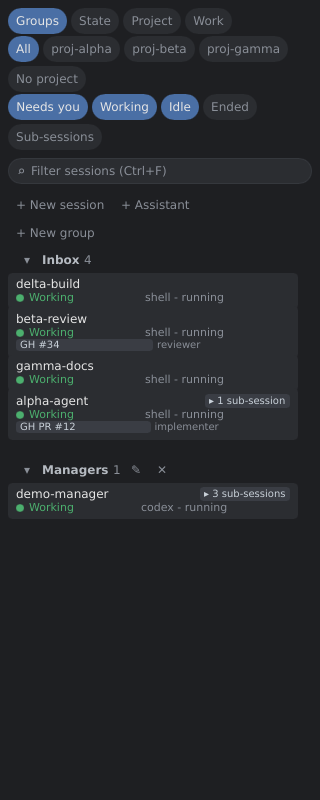 Groups State Project Work
All proj-alpha proj-beta proj-gamma
No project
Needs you Working Idle Ended
Sub-sessions
Filter sessions (Ctrl+F)
+ New session + Assistant
+ New group
▾ Inbox 4
delta-build
Working shell - running
beta-review
Working shell - running
GH #34 reviewer
gamma-docs
Working shell - running
alpha-agent ▸ 1 sub-session
Working shell - running
GH PR #12 implementer
▾ Managers 1 ✎ ✕
demo-manager ▸ 3 sub-sessions
Working codex - running